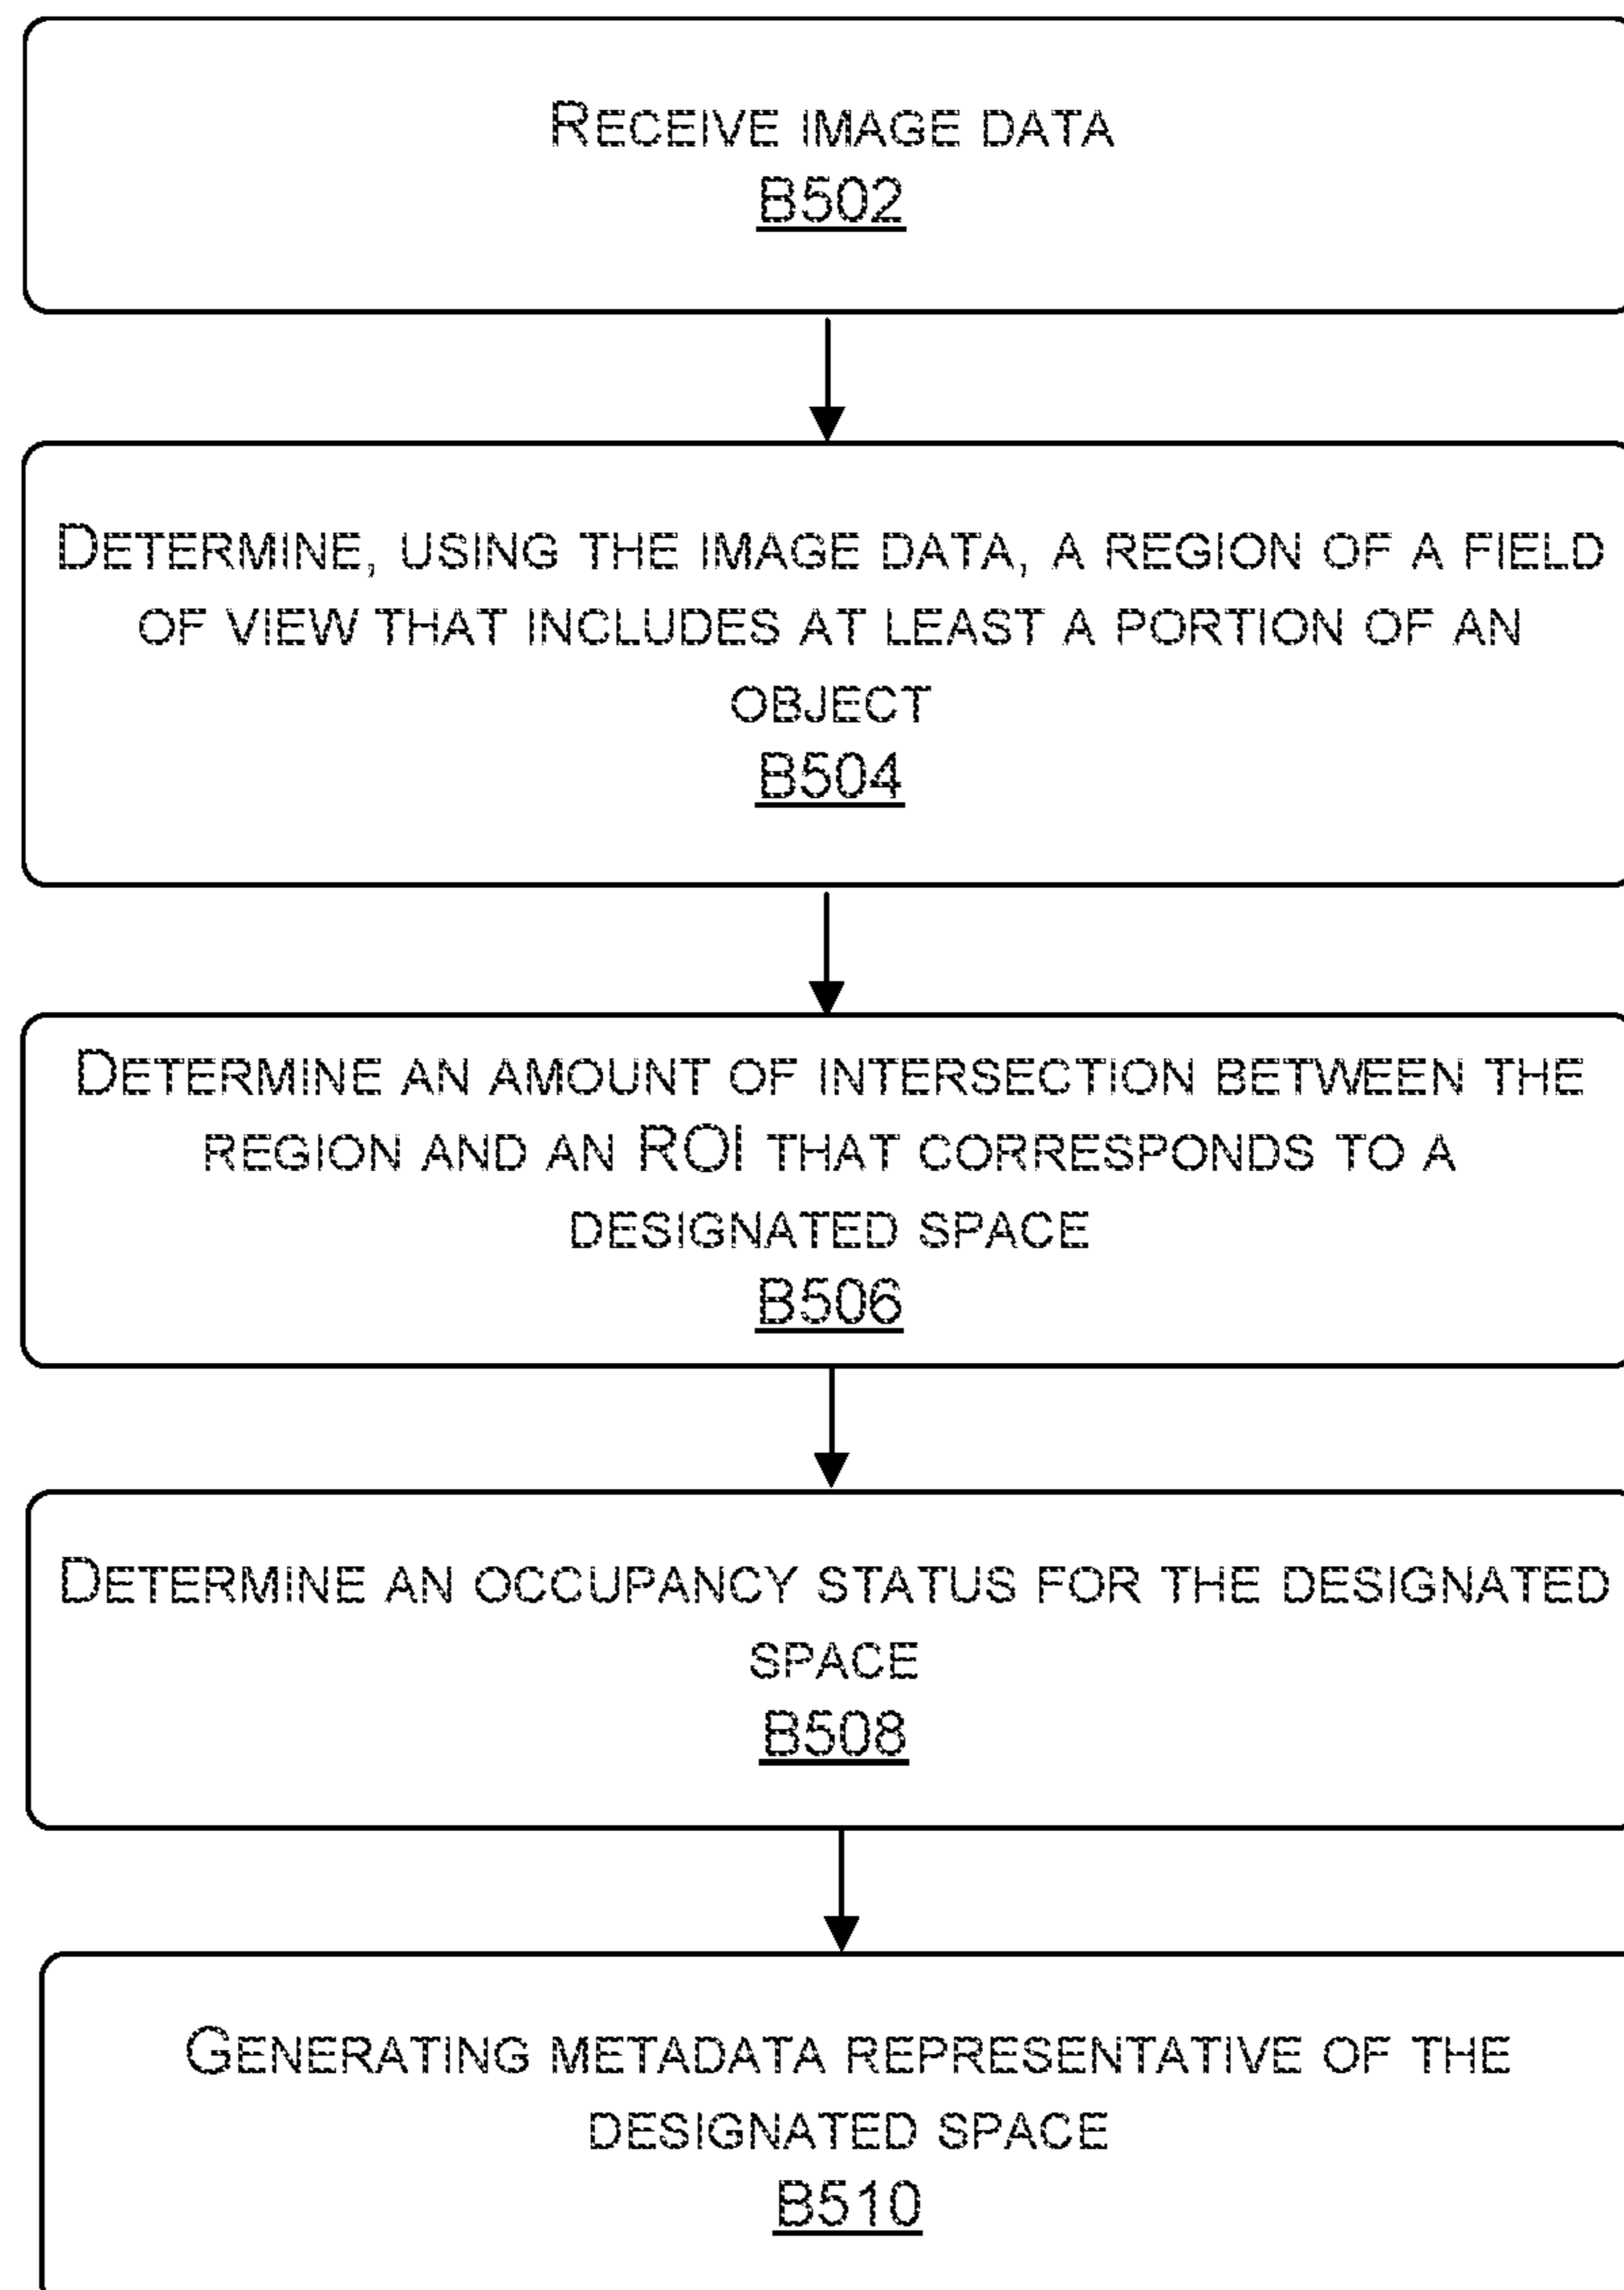 RECEIVE IMAGE DATA
B502
DETERMINE, USING THE IMAGE DATA, A REGION OF A FIELD
OF VIEW THAT INCLUDES AT LEAST A PORTION OF AN
OBJECT
B504
DETERMINE AN AMOUNT OF INTERSECTION BETWEEN THE
REGION AND AN ROI THAT CORRESPONDS TO A
DESIGNATED SPACE
B506
DETERMINE AN OCCUPANCY STATUS FOR THE DESIGNATED
SPACE
B508
GENERATING METADATA REPRESENTATIVE OF THE
DESIGNATED SPACE
B510